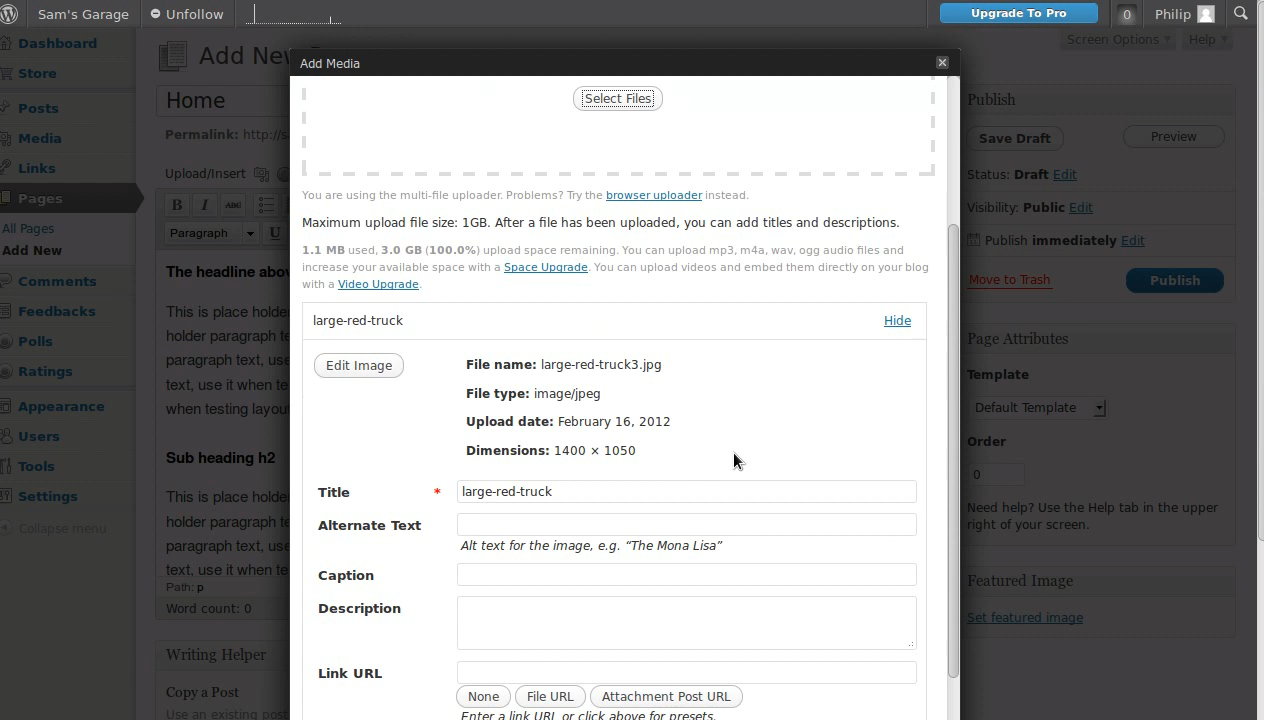 Sam's Garage
Unfollow
Upgrade To Pro
0
Philip
Dashboard
Store
Posts
Media
Links
Pages
All Pages
Add New
Comments
Feedbacks
Polls
Ratings
Appearance
Users
Tools
Settings
Collapse menu
Screen Options
Help
Add New
Home
Permalink: http://s
Upload/Insert
B I ABC
Paragraph U
The headline abov
This is place holde
holder paragraph te
paragraph text, use
text, use it when te
when testing layou
Sub heading h2
This is place holde
holder paragraph te
paragraph text, use
text, use it when te
Path: p
Word count: 0
Writing Helper
Copy a Post
Use an existing post
Add Media
Select Files
You are using the multi-file uploader. Problems? Try the browser uploader instead.
Maximum upload file size: 1GB. After a file has been uploaded, you can add titles and descriptions.
1.1 MB used, 3.0 GB (100.0%) upload space remaining. You can upload mp3, m4a, wav, ogg audio files and
increase your available space with a Space Upgrade. You can upload videos and embed them directly on your blog
with a Video Upgrade.
large-red-truck
Hide
Edit Image
File name: large-red-truck3.jpg
File type: image/jpeg
Upload date: February 16, 2012
Dimensions: 1400 × 1050
Title * large-red-truck
Alternate Text
Alt text for the image, e.g. “The Mona Lisa”
Caption
Description
Link URL
None File URL Attachment Post URL
Enter a link URL or click above for presets.
Publish
Save Draft
Preview
Status: Draft Edit
Visibility: Public Edit
Publish immediately Edit
Move to Trash
Publish
Page Attributes
Template
Default Template
Order
0
Need help? Use the Help tab in the upper
right of your screen.
Featured Image
Set featured image